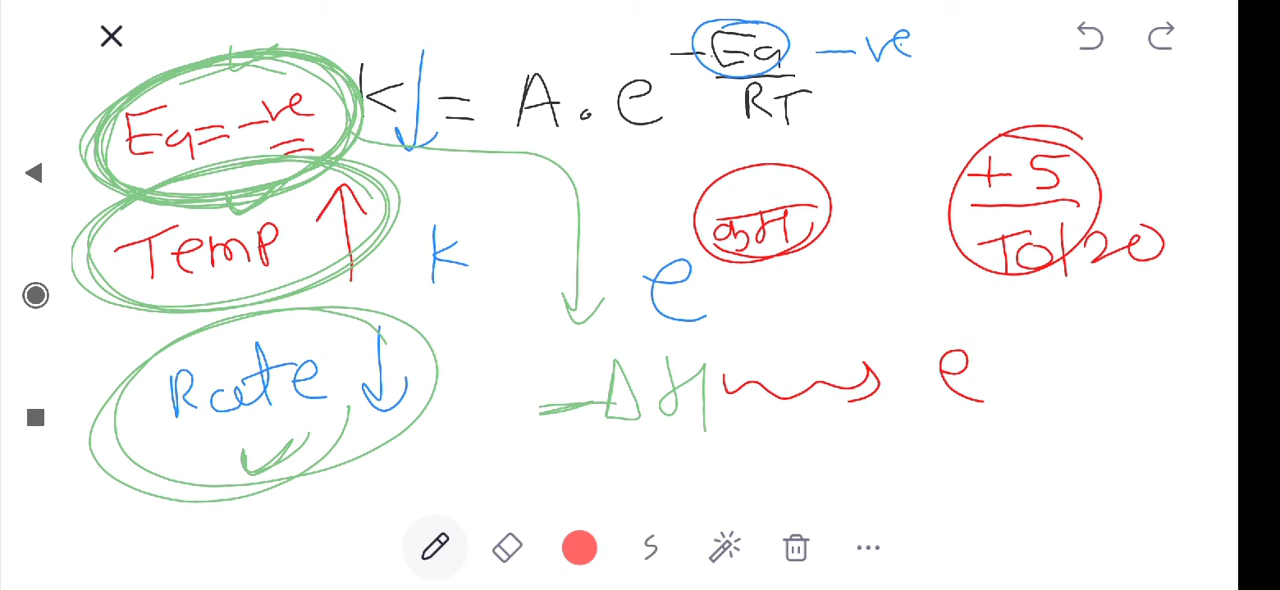 K↓ = A . e^-Ea/RT -ve
Ea = -ve
+5
To/20
Temp ↑
k
e
Rate ↓
-ΔH
e